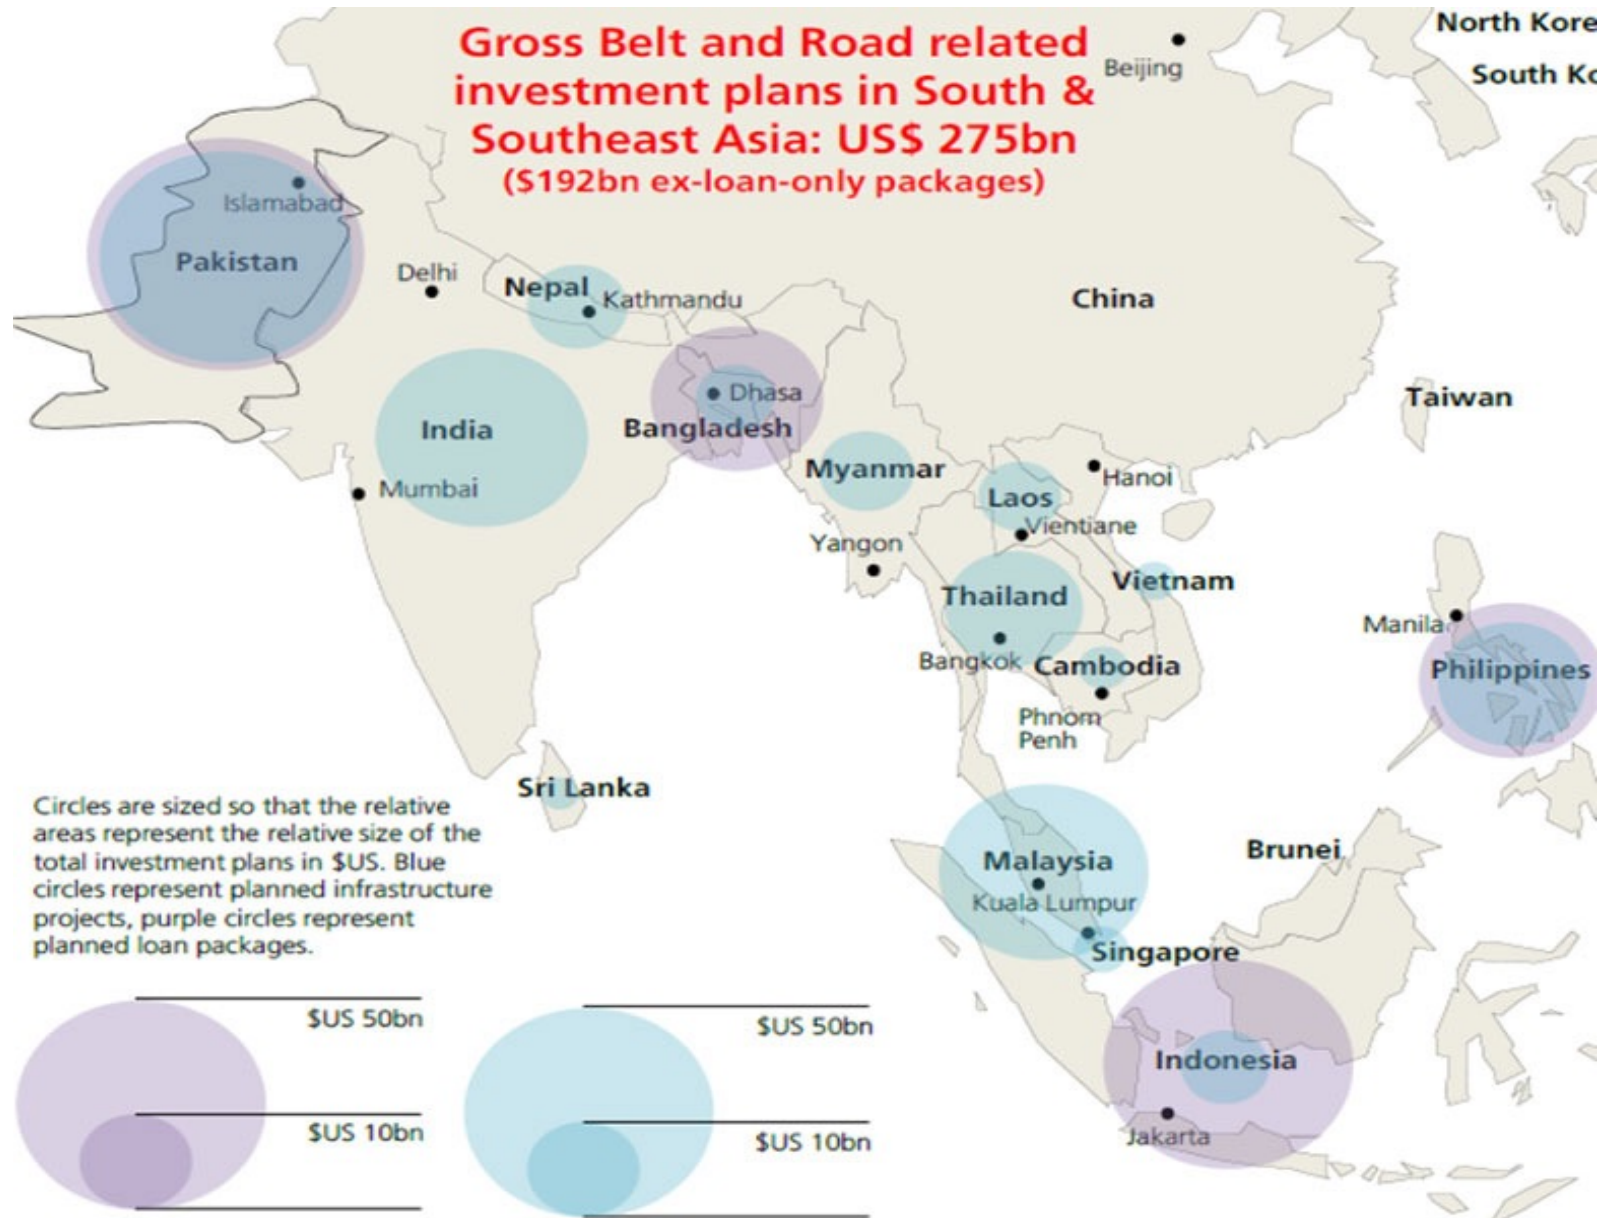 Gross Belt and Road related
investment plans in South &
Southeast Asia: US$ 275bn
($192bn ex-loan-only packages)
North Kore
South Ko
Beijing
Islamabad
Pakistan
Delhi
Nepal
Kathmandu
China
India
Mumbai
Dhasa
Bangladesh
Taiwan
Myanmar
Yangon
Laos
Hanoi
Vientiane
Thailand
Vietnam
Bangkok
Cambodia
Phnom
Penh
Manila
Philippines
Sri Lanka
Circles are sized so that the relative
areas represent the relative size of the
total investment plans in $US. Blue
circles represent planned infrastructure
projects, purple circles represent
planned loan packages.
Malaysia
Kuala Lumpur
Brunei
Singapore
Indonesia
Jakarta
$US 50bn
$US 10bn
$US 50bn
$US 10bn